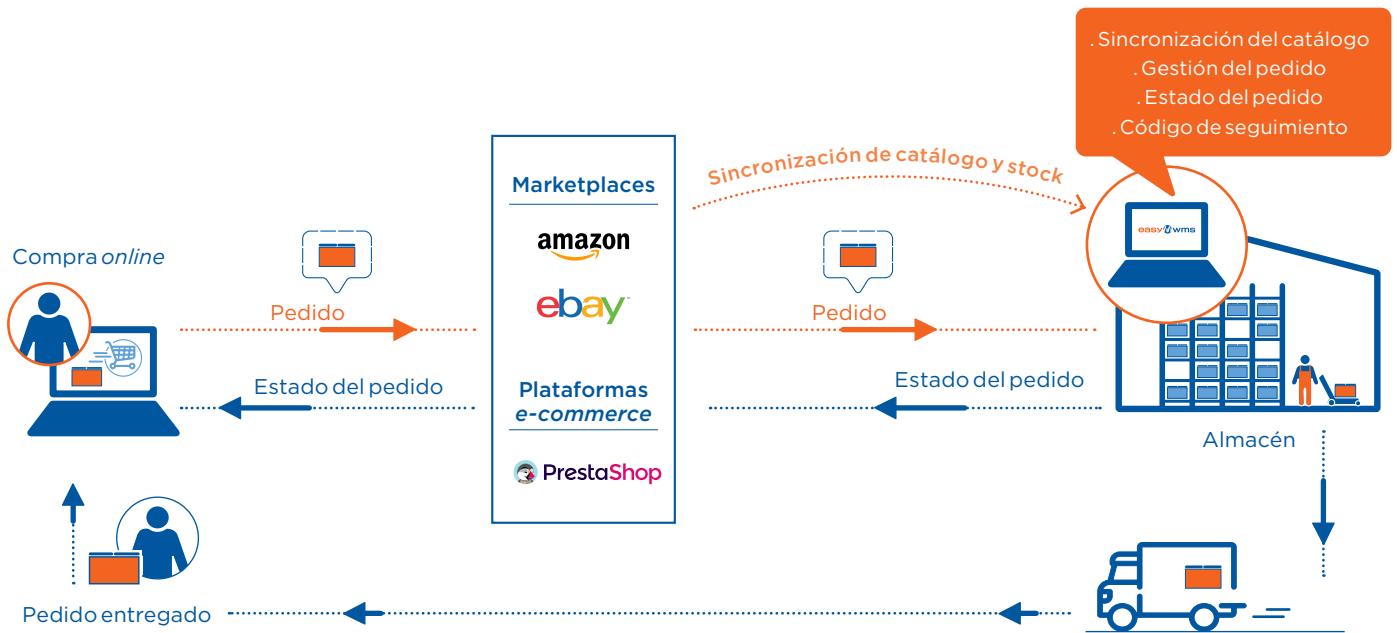 . Sincronización del catálogo
. Gestión del pedido
. Estado del pedido
. Código de seguimiento
Sincronización de catálogo y stock
Marketplaces
amazon
ebay™
Plataformas
e-commerce
PrestaShop
easy wms
Compra online
Pedido
Estado del pedido
Pedido
Estado del pedido
Almacén
Pedido entregado